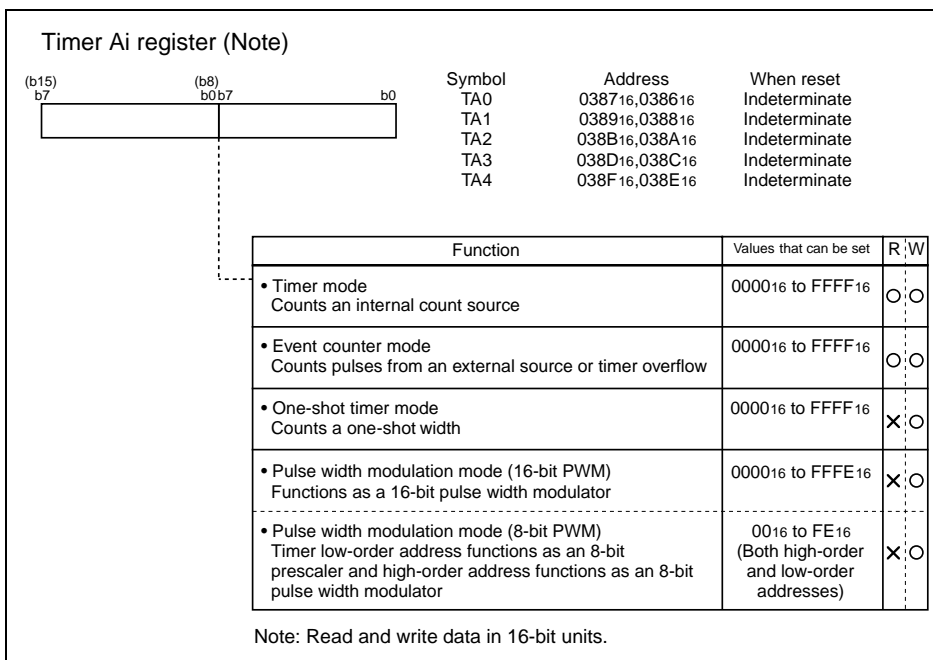 Timer Ai register (Note)
(b15) (b8)
b7 b0 b7 b0
Symbol Address When reset
TA0 038716,038616 Indeterminate
TA1 038916,038816 Indeterminate
TA2 038B16,038A16 Indeterminate
TA3 038D16,038C16 Indeterminate
TA4 038F16,038E16 Indeterminate
Function Values that can be set R W
• Timer mode 000016 to FFFF16
Counts an internal count source
• Event counter mode 000016 to FFFF16
Counts pulses from an external source or timer overflow
• One-shot timer mode 000016 to FFFF16
Counts a one-shot width
• Pulse width modulation mode (16-bit PWM) 000016 to FFFE16
Functions as a 16-bit pulse width modulator
• Pulse width modulation mode (8-bit PWM) 0016 to FE16
Timer low-order address functions as an 8-bit (Both high-order
prescaler and high-order address functions as an 8-bit and low-order
pulse width modulator addresses)
Note: Read and write data in 16-bit units.